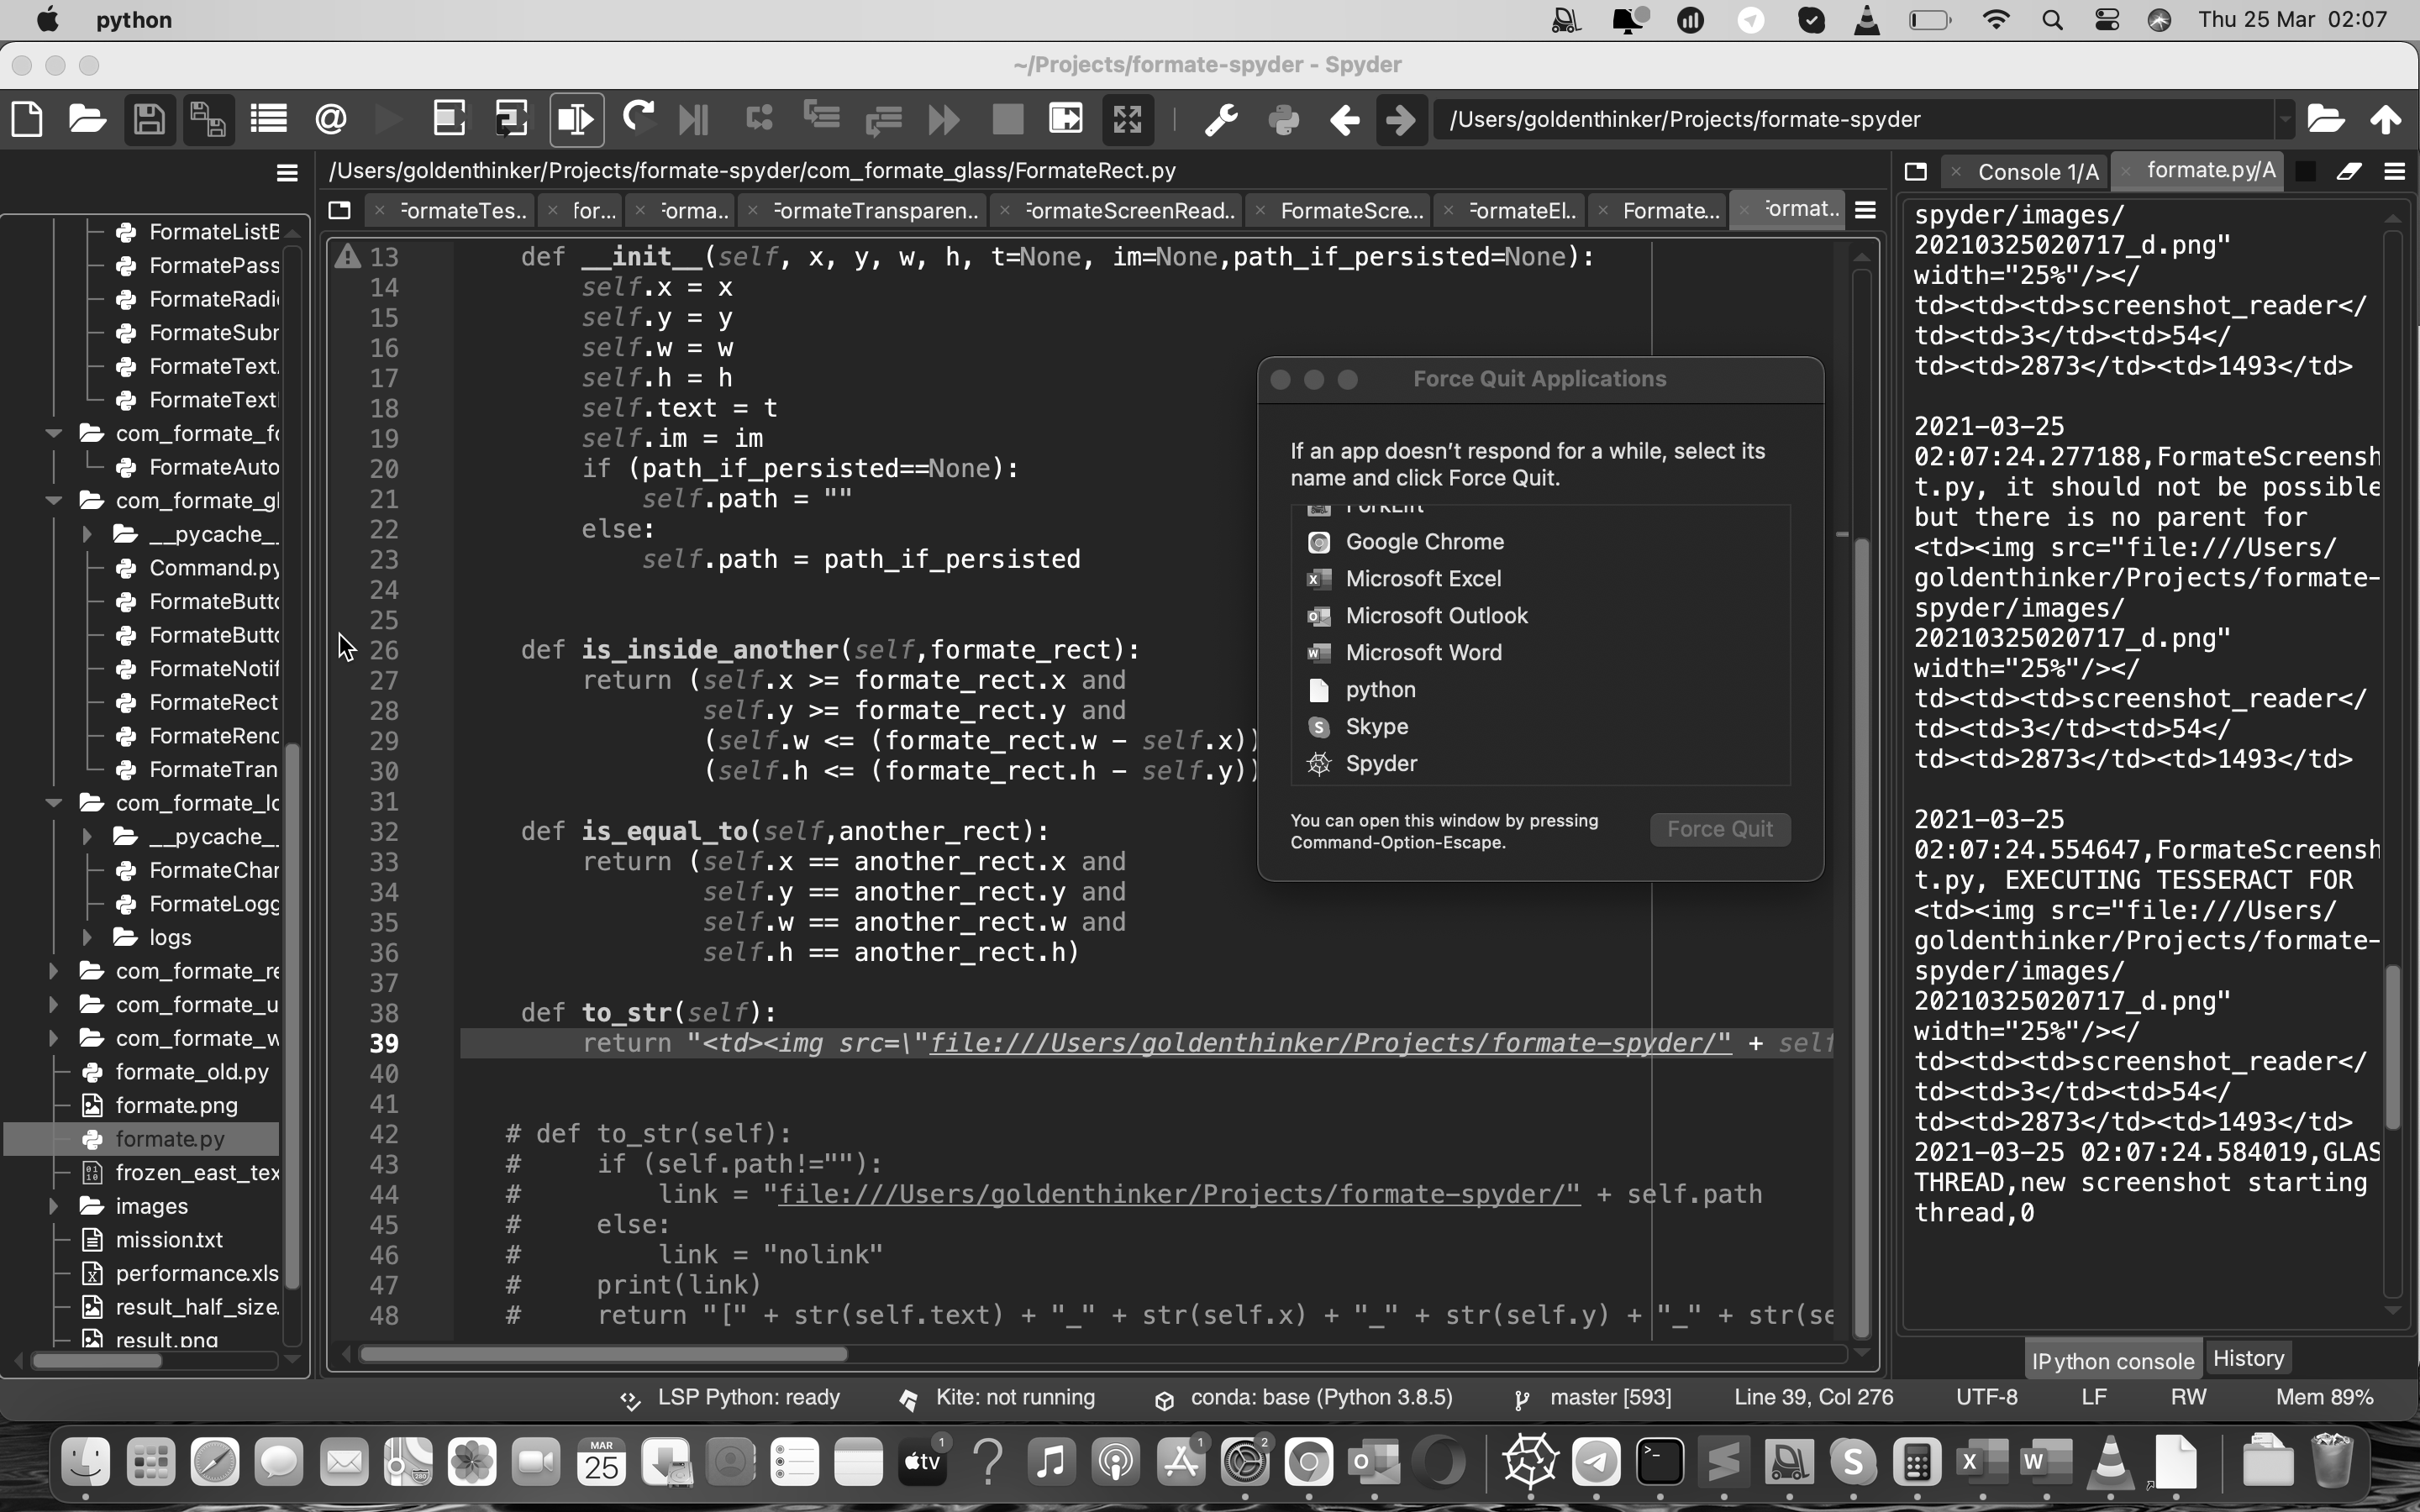 python
Thu 25 Mar 02:07
~/Projects/formate-spyder - Spyder
/Users/goldenthinker/Projects/formate-spyder
/Users/goldenthinker/Projects/formate-spyder/com_formate_glass/FormateRect.py
Console 1/A
formate.py/A
FormateTes..
for...
Forma..
FormateTransparen..
FormateScreenRead..
FormateScre...
FormateEl..
Formate...
Format..
FormateListB
FormatePass
FormateRadi
FormateSubr
FormateText.
FormateText
com_formate_fo
FormateAuto
com_formate_gl
__pycache__
Command.py
FormateButto
FormateButto
FormateNotif
FormateRect
FormateRend
FormateTran
com_formate_lo
__pycache__
FormateChar
FormateLogg
logs
com_formate_re
com_formate_u
com_formate_w
formate_old.py
formate.png
formate.py
frozen_east_tex
images
mission.txt
performance.xls
result_half_size.
result.png
13 def __init__(self, x, y, w, h, t=None, im=None,path_if_persisted=None):
14 self.x = x
15 self.y = y
16 self.w = w
17 self.h = h
18 self.text = t
19 self.im = im
20 if (path_if_persisted==None):
21 self.path = ""
22 else:
23 self.path = path_if_persisted
24
25
26 def is_inside_another(self,formate_rect):
27 return (self.x >= formate_rect.x and
28 self.y >= formate_rect.y and
29 (self.w <= (formate_rect.w - self.x))
30 (self.h <= (formate_rect.h - self.y))
31
32 def is_equal_to(self,another_rect):
33 return (self.x == another_rect.x and
34 self.y == another_rect.y and
35 self.w == another_rect.w and
36 self.h == another_rect.h)
37
38 def to_str(self):
39 return "<td><img src=\"file:///Users/goldenthinker/Projects/formate-spyder/" + self
40
41
42 # def to_str(self):
43 # if (self.path!=""):
44 # link = "file:///Users/goldenthinker/Projects/formate-spyder/" + self.path
45 # else:
46 # link = "nolink"
47 # print(link)
48 # return "[" + str(self.text) + "_" + str(self.x) + "_" + str(self.y) + "_" + str(se
Force Quit Applications
If an app doesn't respond for a while, select its
name and click Force Quit.
ForkLift
Google Chrome
Microsoft Excel
Microsoft Outlook
Microsoft Word
python
Skype
Spyder
You can open this window by pressing
Command-Option-Escape.
Force Quit
spyder/images/
20210325020717_d.png"
width="25%"/></
td><td><td>screenshot_reader</
td><td>3</td><td>54</
td><td>2873</td><td>1493</td>
2021-03-25
02:07:24.277188,FormateScreensh
t.py, it should not be possible
but there is no parent for
<td><img src="file:///Users/
goldenthinker/Projects/formate-
spyder/images/
20210325020717_d.png"
width="25%"/></
td><td><td>screenshot_reader</
td><td>3</td><td>54</
td><td>2873</td><td>1493</td>
2021-03-25
02:07:24.554647,FormateScreensh
t.py, EXECUTING TESSERACT FOR
<td><img src="file:///Users/
goldenthinker/Projects/formate-
spyder/images/
20210325020717_d.png"
width="25%"/></
td><td><td>screenshot_reader</
td><td>3</td><td>54</
td><td>2873</td><td>1493</td>
2021-03-25 02:07:24.584019,GLAS
THREAD,new screenshot starting
thread,0
IPython console
History
LSP Python: ready
Kite: not running
conda: base (Python 3.8.5)
master [593]
Line 39, Col 276
UTF-8
LF
RW
Mem 89%
MAR
25
tv
1
1
2